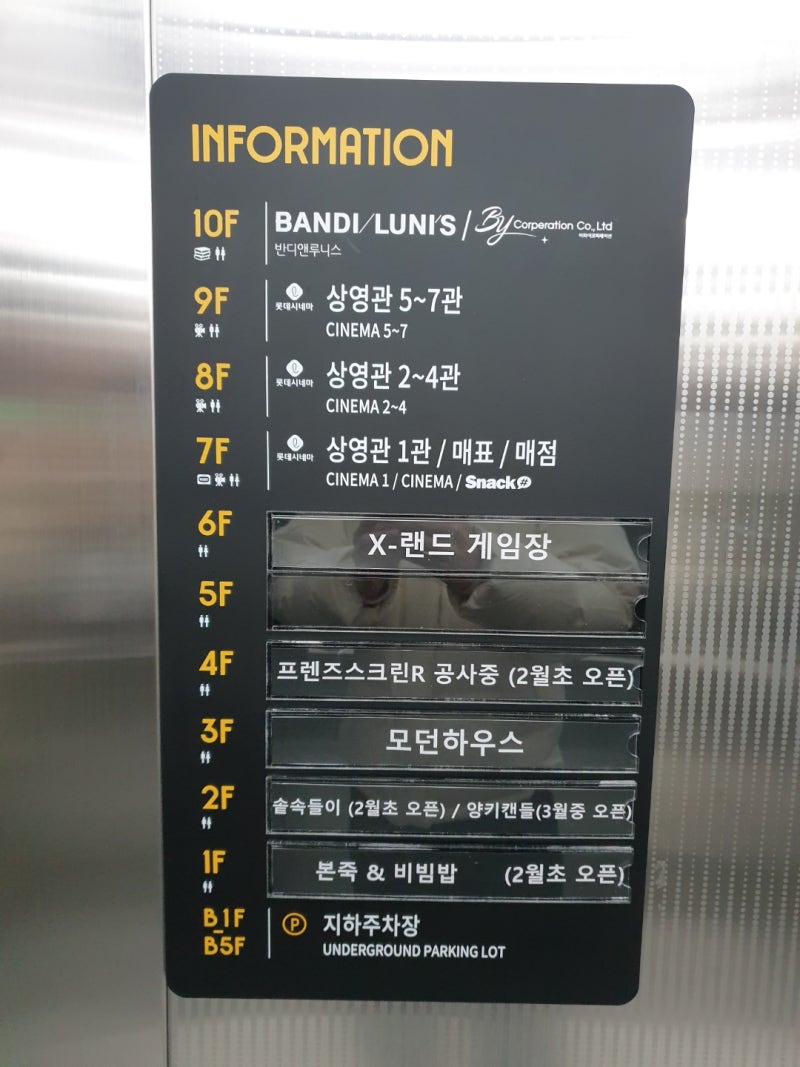 INFORMATION
10F BANDI/LUNI'S / By Corperation Co., Ltd
반디앤루니스
9F 롯데시네마 상영관 5~7관
CINEMA 5~7
8F 롯데시네마 상영관 2~4관
CINEMA 2~4
7F 롯데시네마 상영관 1관 / 매표 / 매점
CINEMA 1 / CINEMA / Snack#
6F X-랜드 게임장
5F
4F 프렌즈스크린R 공사중 (2월초 오픈)
3F 모던하우스
2F 솥속들이 (2월초 오픈) / 양키캔들(3월중 오픈)
1F 본죽 & 비빔밥 (2월초 오픈)
B1F P 지하주차장
B5F UNDERGROUND PARKING LOT